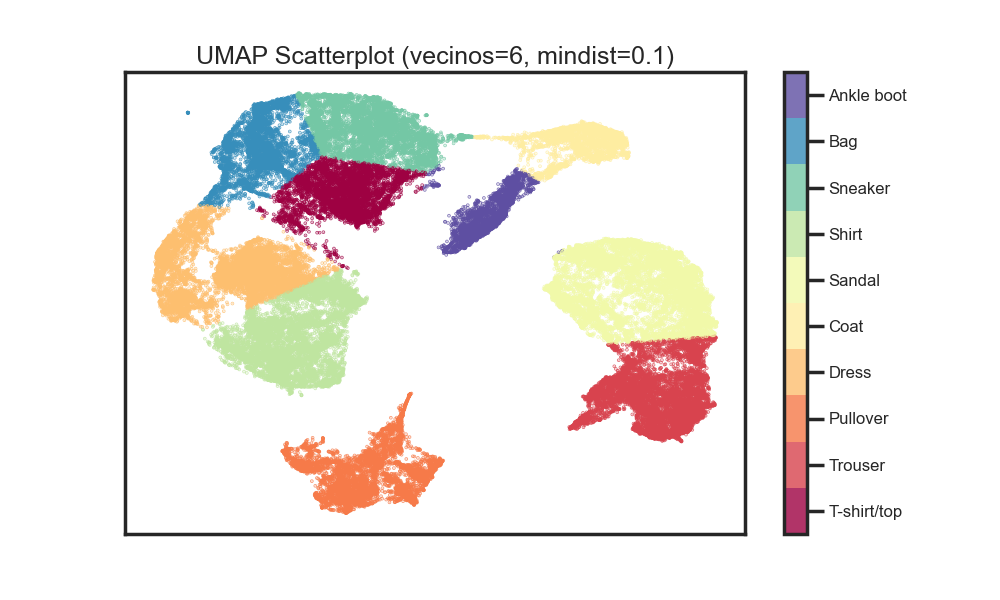 UMAP Scatterplot (vecinos=6, mindist=0.1)
Ankle boot
Bag
Sneaker
Shirt
Sandal
Coat
Dress
Pullover
Trouser
T-shirt/top